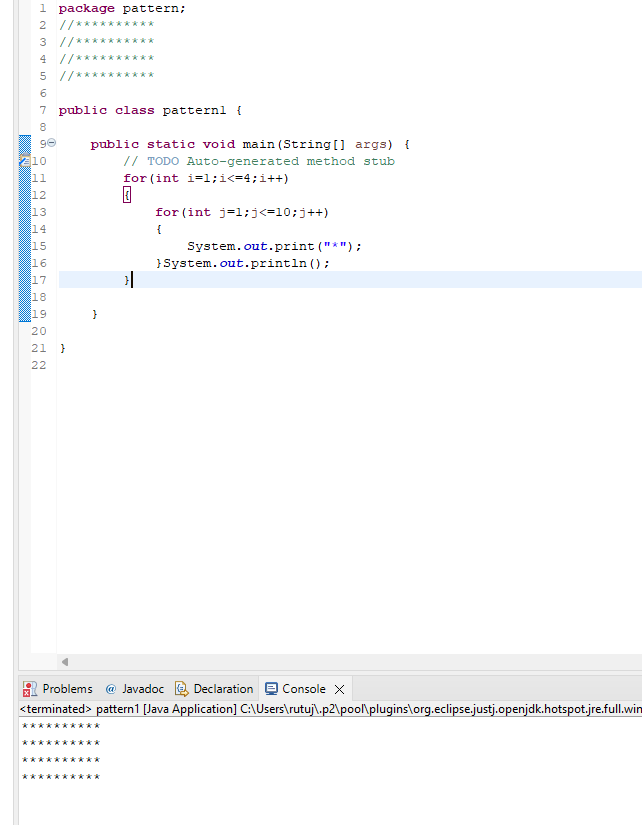 1 package pattern;
2 //**********
3 //**********
4 //**********
5 //**********
6
7 public class pattern1 {
8
9 public static void main(String[] args) {
10 // TODO Auto-generated method stub
11 for(int i=1;i<=4;i++)
12 {
13 for(int j=1;j<=10;j++)
14 {
15 System.out.print("*");
16 }System.out.println();
17 }
18
19 }
20
21 }
22
Problems @ Javadoc Declaration Console
<terminated> pattern1 [Java Application] C:\Users\rutuj\.p2\pool\plugins\org.eclipse.justj.openjdk.hotspot.jre.full.win
**********
**********
**********
**********